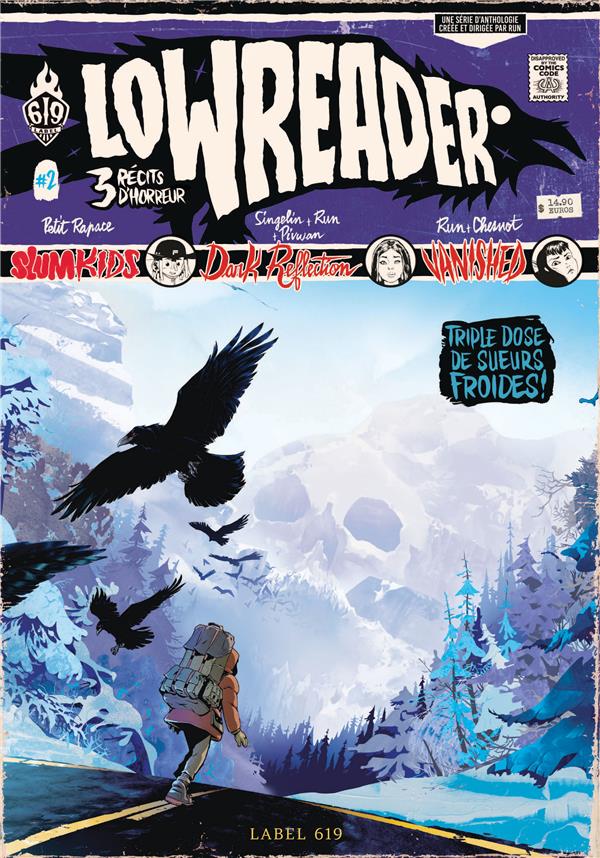 UNE SÉRIE D'ANTHOLOGIE
CRÉÉE ET DIRIGÉE PAR RUN
LOWREADER
DISAPPROVED
BY THE
COMICS
CODE
AUTHORITY
619
LABEL
#2
3 RÉCITS
D'HORREUR
$ 14.90
EUROS
Petit Rapace
Singelin + Run
+ Pivwan
Run + Chesnot
SLUMKIDS
Dark Reflection
VANISHED
TRIPLE DOSE
DE SUEURS
FROIDES!
LABEL 619